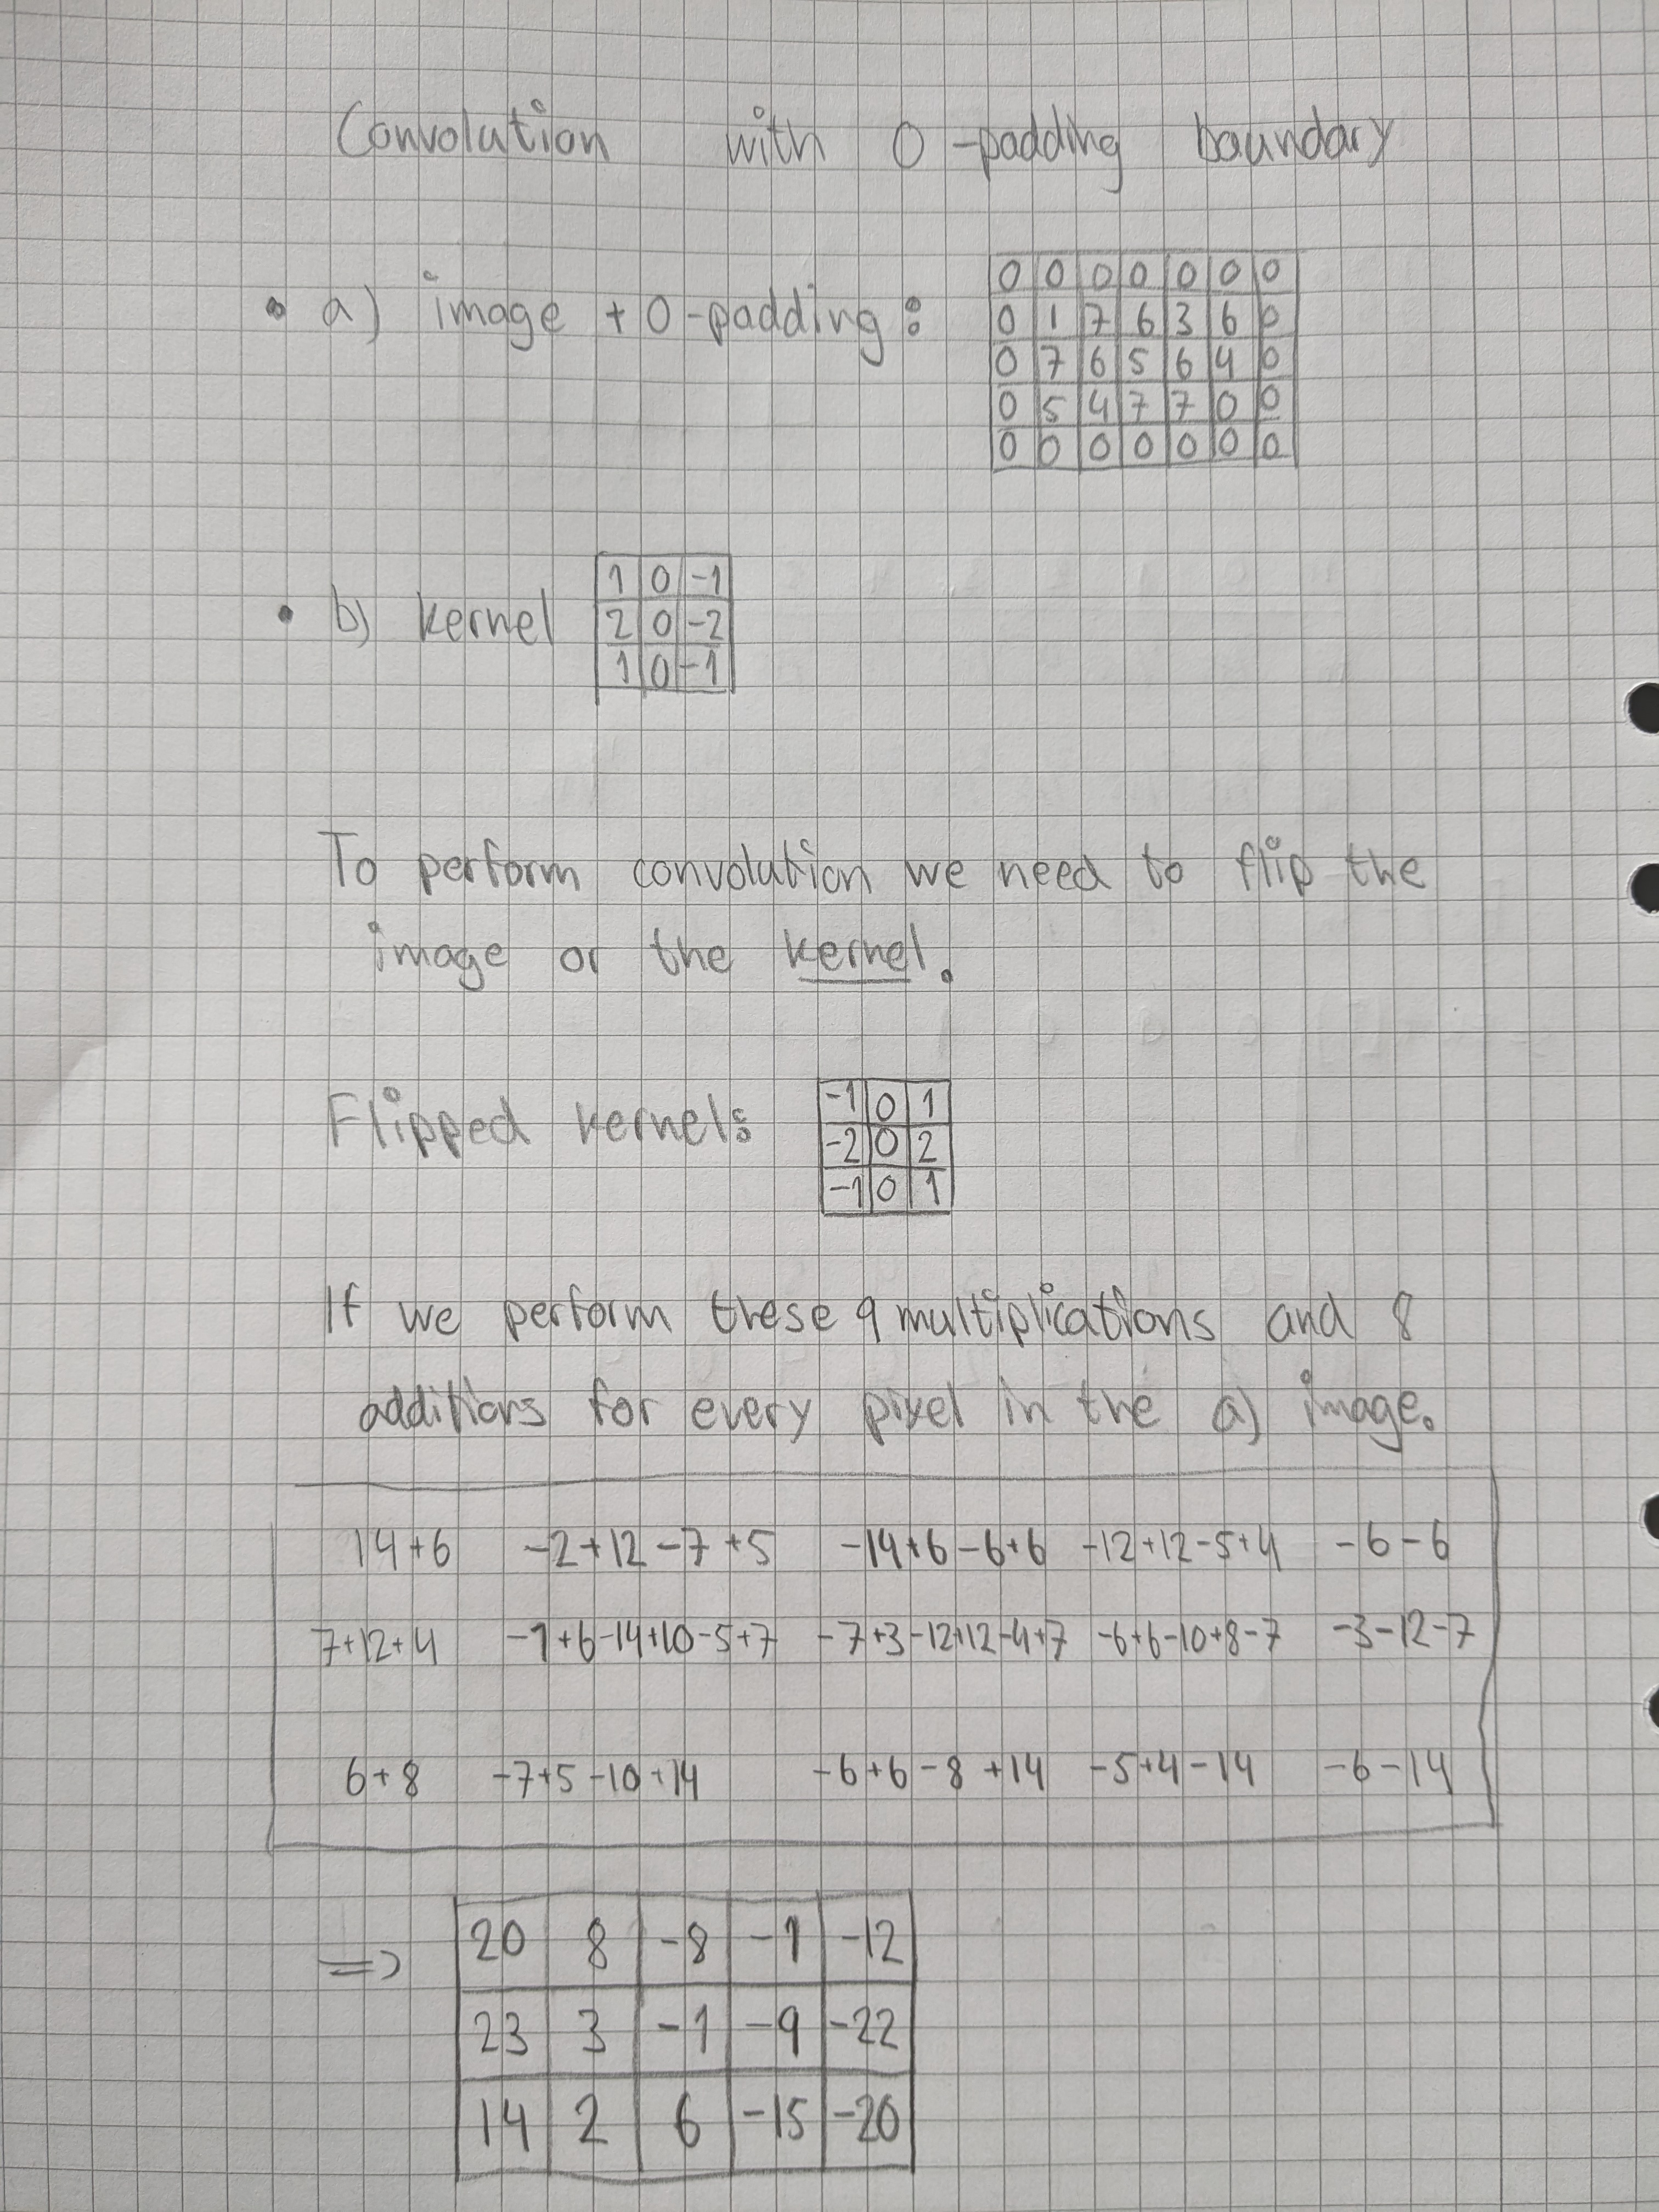 Convolution with 0-padding boundary
• a) image + 0-padding:
0 0 0 0 0 0 0
0 1 7 6 3 6 0
0 7 6 5 6 4 0
0 5 4 7 7 0 0
0 0 0 0 0 0 0
• b) kernel
1 0 -1
2 0 -2
1 0 -1
To perform convolution we need to flip the
image or the kernel.
Flipped kernel:
-1 0 1
-2 0 2
-1 0 1
If we perform these 9 multiplications and 8
additions for every pixel in the a) image.
14+6 -2+12-7+5 -14+6-6+6 -12+12-5+4 -6-6
7+12+4 -1+6-14+10-5+7 -7+3-12+12-4+7 -6+6-10+8-7 -3-12-7
6+8 -7+5-10+14 -6+6-8+14 -5+4-14 -6-14
=>
20 8 -8 -1 -12
23 3 -1 -9 -22
14 2 6 -15 -20